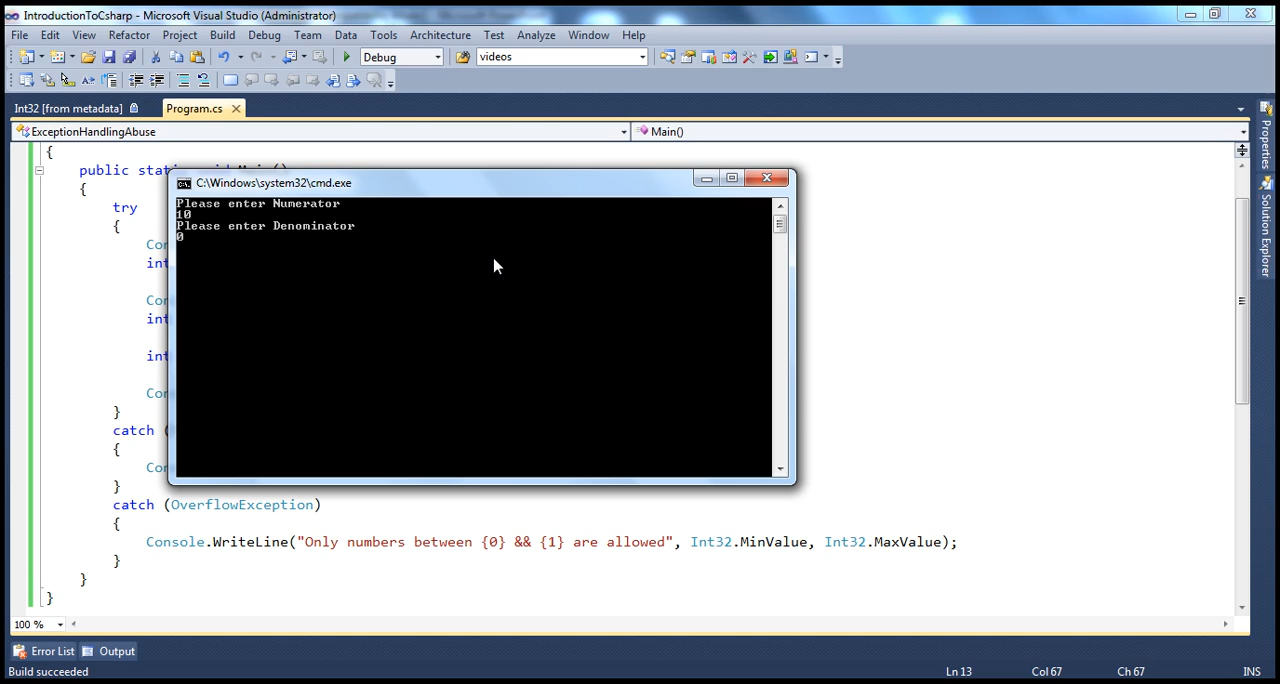 IntroductionToCsharp - Microsoft Visual Studio (Administrator)
File Edit View Refactor Project Build Debug Team Data Tools Architecture Test Analyze Window Help
Debug videos
Int32 [from metadata] Program.cs
ExceptionHandlingAbuse Main()
{
public stati
{
try
{
Con
int
Con
int
int
Con
}
catch (
{
Con
}
catch (OverflowException)
{
Console.WriteLine("Only numbers between {0} && {1} are allowed", Int32.MinValue, Int32.MaxValue);
}
}
}
C:\Windows\system32\cmd.exe
Please enter Numerator
10
Please enter Denominator
0
Properties
Solution Explorer
100 %
Error List Output
Build succeeded Ln 13 Col 67 Ch 67 INS